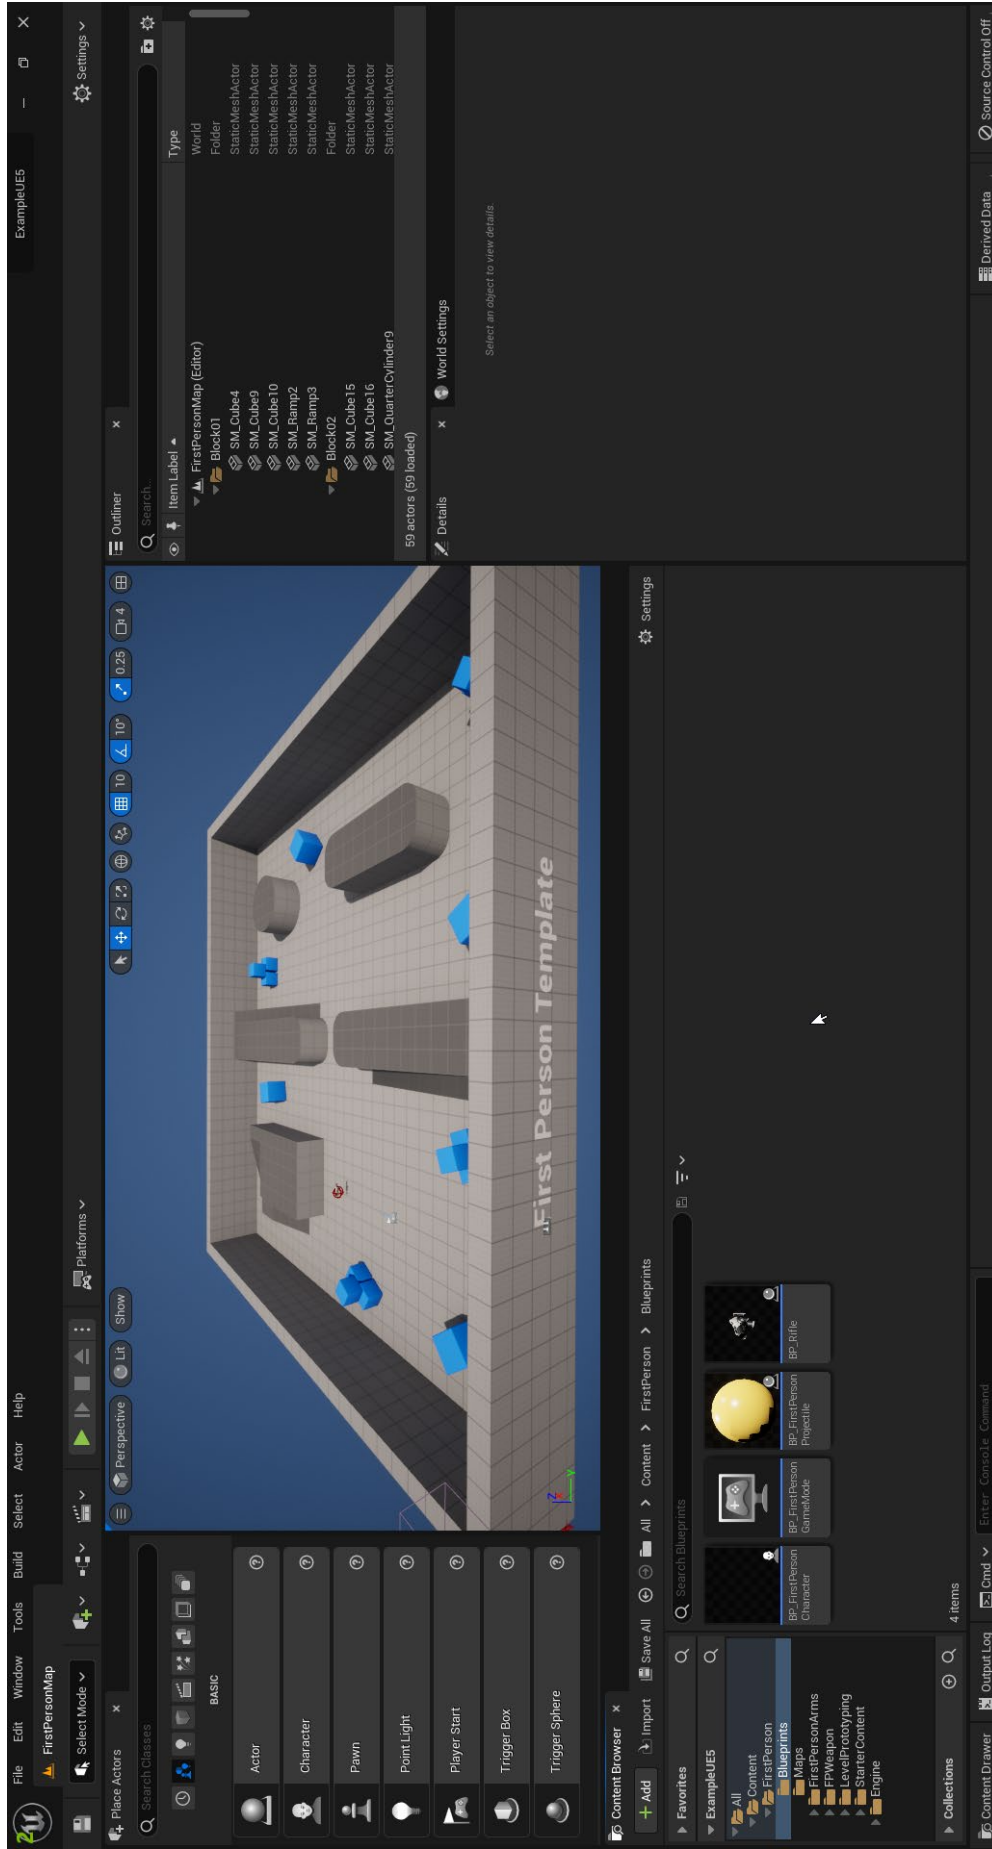 File Edit Window Tools Build Select Actor Help
ExampleUE5
FirstPersonMap
Select Mode
Platforms
Settings
Place Actors
Search Classes
BASIC
Actor
Character
Pawn
Point Light
Player Start
Trigger Box
Trigger Sphere
Perspective
Lit
Show
10
10°
0.25
4
First Person Template
Outliner
Search...
Item Label
Type
FirstPersonMap (Editor) World
Block01 Folder
SM_Cube4 StaticMeshActor
SM_Cube9 StaticMeshActor
SM_Cube10 StaticMeshActor
SM_Ramp2 StaticMeshActor
SM_Ramp3 StaticMeshActor
Block02 Folder
SM_Cube15 StaticMeshActor
SM_Cube16 StaticMeshActor
SM_QuarterCylinder9 StaticMeshActor
59 actors (59 loaded)
Details
World Settings
Select an object to view details.
Content Browser
Add
Import
Save All
All > Content > FirstPerson > Blueprints
Settings
Favorites
ExampleUE5
All
Content
FirstPerson
Blueprints
Maps
FirstPersonArms
FPWeapon
LevelPrototyping
StarterContent
Engine
Collections
Search Blueprints
BP_FirstPerson
Character
BP_FirstPerson
GameMode
BP_FirstPerson
Projectile
BP_Rifle
4 items
Content Drawer
Output Log
Cmd
Enter Console Command
Derived Data
Source Control Off